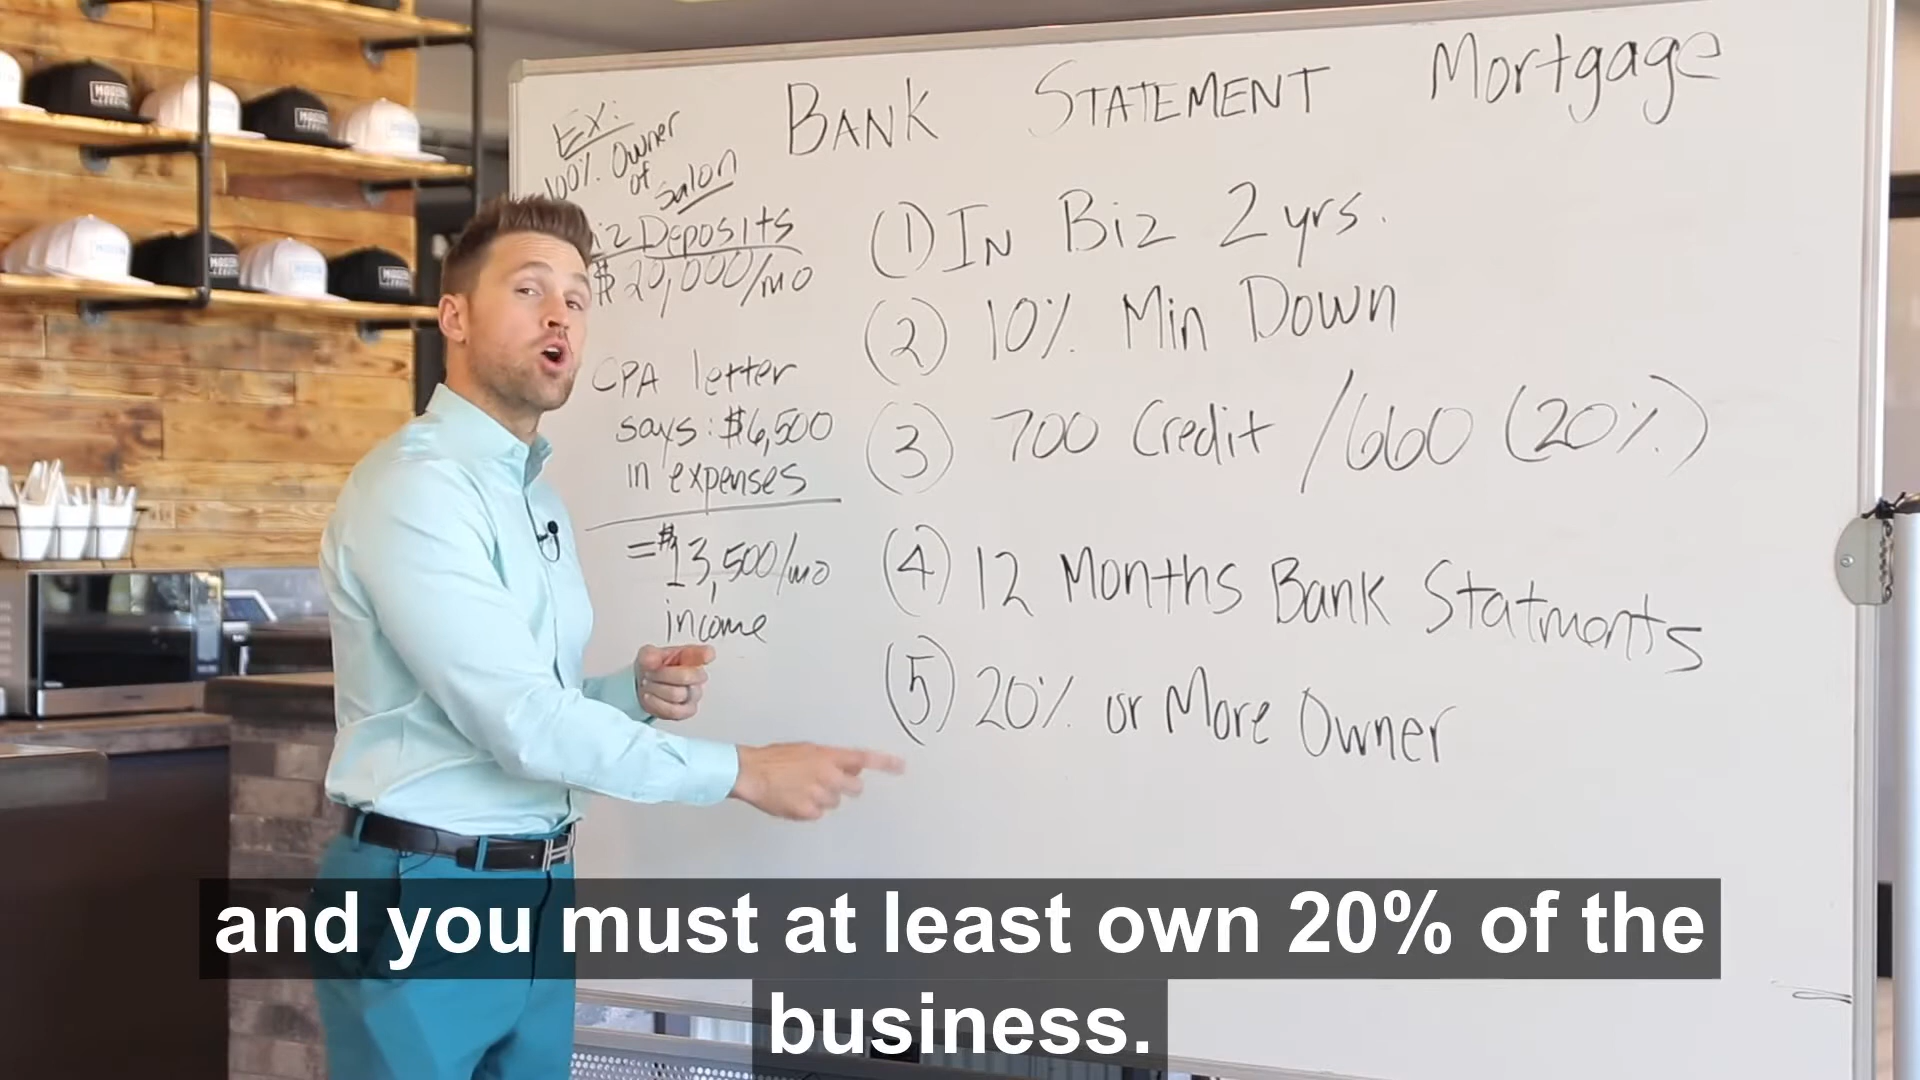 BANK STATEMENT Mortgage
Ex:
100% Owner
of
Salon
Deposits
$20,000/mo
CPA letter
says: $6,500
in expenses
= $13,500/mo
income
(1) IN Biz 2 yrs.
(2) 10% Min Down
(3) 700 Credit / 660 (20%)
(4) 12 Months Bank Statments
(5) 20% or More Owner
and you must at least own 20% of the
business.